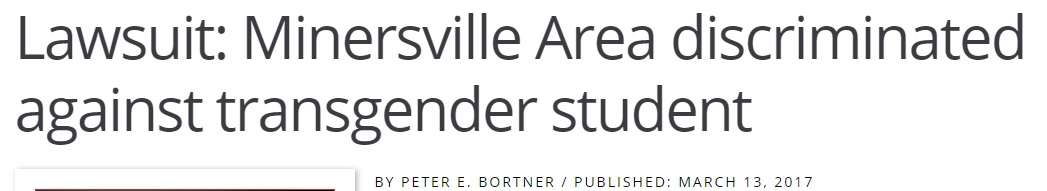 Lawsuit: Minersville Area discriminated
against transgender student
BY PETER E. BORTNER / PUBLISHED: MARCH 13, 2017